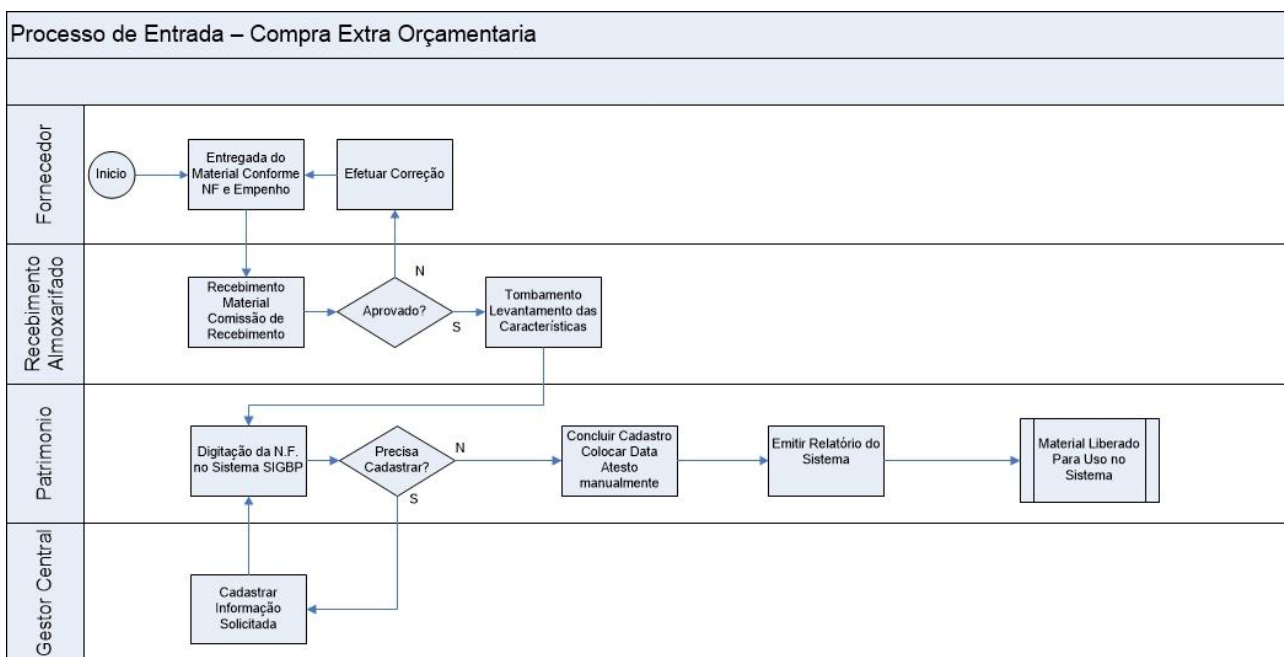 Processo de Entrada – Compra Extra Orçamentaria
Fornecedor
Inicio
Entregada do
Material Conforme
NF e Empenho
Efetuar Correção
Recebimento
Almoxarifado
Recebimento
Material
Comissão de
Recebimento
Aprovado?
N
S
Tombamento
Levantamento das
Características
Patrimonio
Digitação da N.F.
no Sistema SIGBP
Precisa
Cadastrar?
N
S
Concluir Cadastro
Colocar Data
Atesto
manualmente
Emitir Relatório do
Sistema
Material Liberado
Para Uso no
Sistema
Gestor Central
Cadastrar
Informação
Solicitada